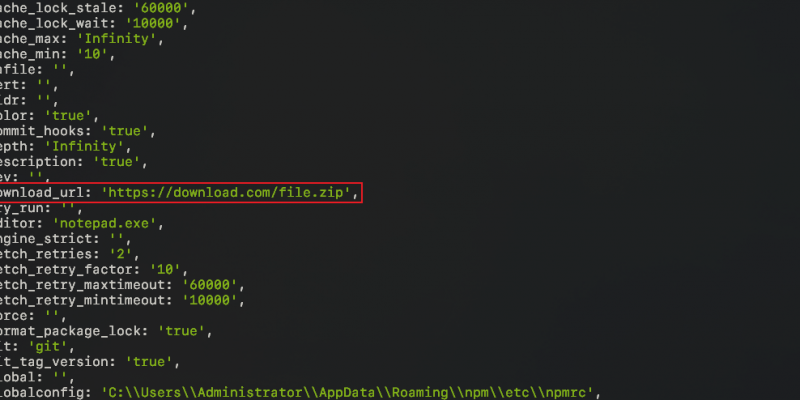 ache_lock_stale: '60000',
ache_lock_wait: '10000',
ache_max: 'Infinity',
ache_min: '10',
afile: '',
ert: '',
idr: '',
olor: 'true',
ommit_hooks: 'true',
epth: 'Infinity',
escription: 'true',
ev: '',
ownload_url: 'https://download.com/file.zip',
ry_run: '',
ditor: 'notepad.exe',
ngine_strict: '',
etch_retries: '2',
etch_retry_factor: '10',
etch_retry_maxtimeout: '60000',
etch_retry_mintimeout: '10000',
orce: '',
ormat_package_lock: 'true',
it: 'git',
it_tag_version: 'true',
lobal: '',
lobalconfig: 'C:\\Users\\Administrator\\AppData\\Roaming\\npm\\etc\\npmrc',